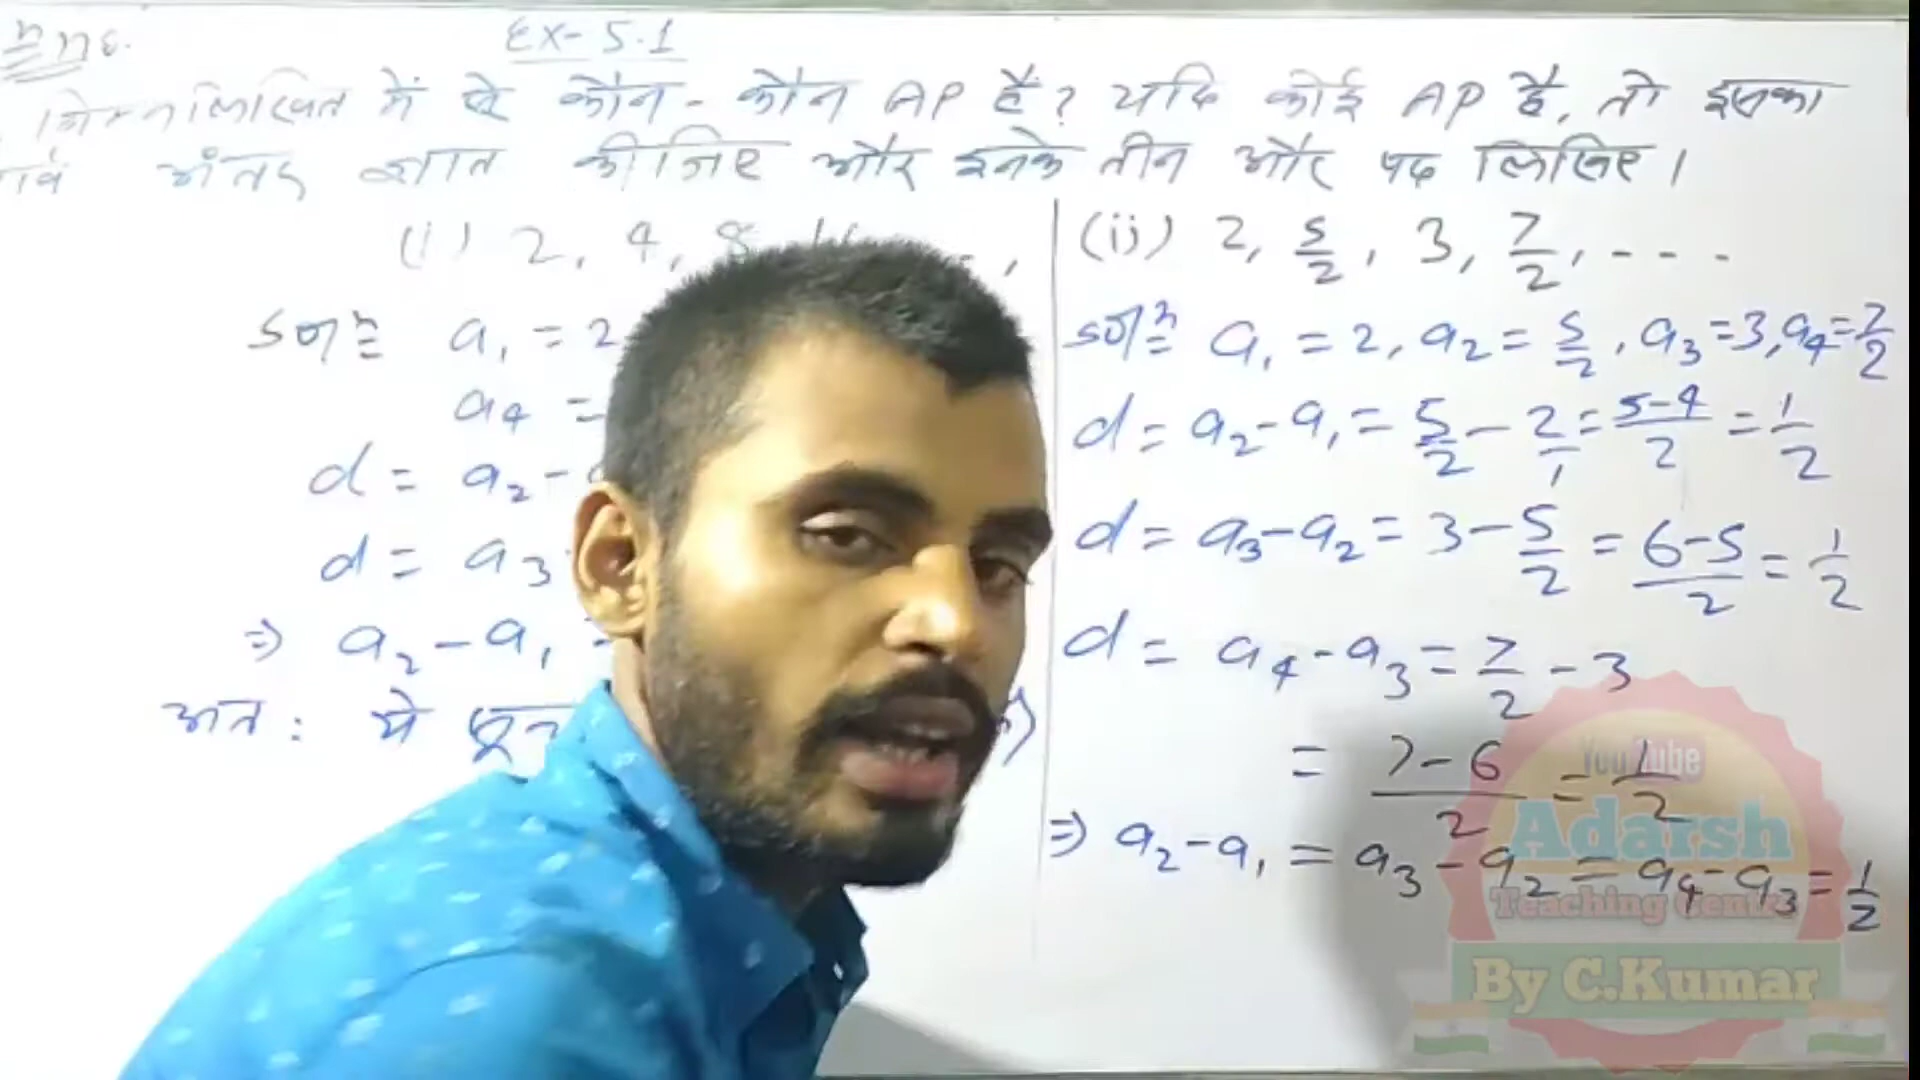 EX- 5.1
निम्नलिखित में से कौन - कौन AP है? यदि कोई AP है, तो इसका
अंतर ज्ञात कीजिए और इनके तीन और पद लिखिए।
(i) 2, 4, 8
solⁿ a₁ = 2
a₄ =
d = a₂ -
d = a₃
⇒ a₂ - a₁ =
अतः ये
(ii) 2, 5/2, 3, 7/2, - - -
solⁿ a₁ = 2, a₂ = 5/2, a₃ = 3, a₄ = 7/2
d = a₂ - a₁ = 5/2 - 2/1 = 5-4/2 = 1/2
d = a₃ - a₂ = 3 - 5/2 = 6-5/2 = 1/2
d = a₄ - a₃ = 7/2 - 3
= 7-6/2 = 1/2
⇒ a₂ - a₁ = a₃ - a₂ = a₄ - a₃ = 1/2
YouTube
Adarsh
Teaching Centre
By C.Kumar